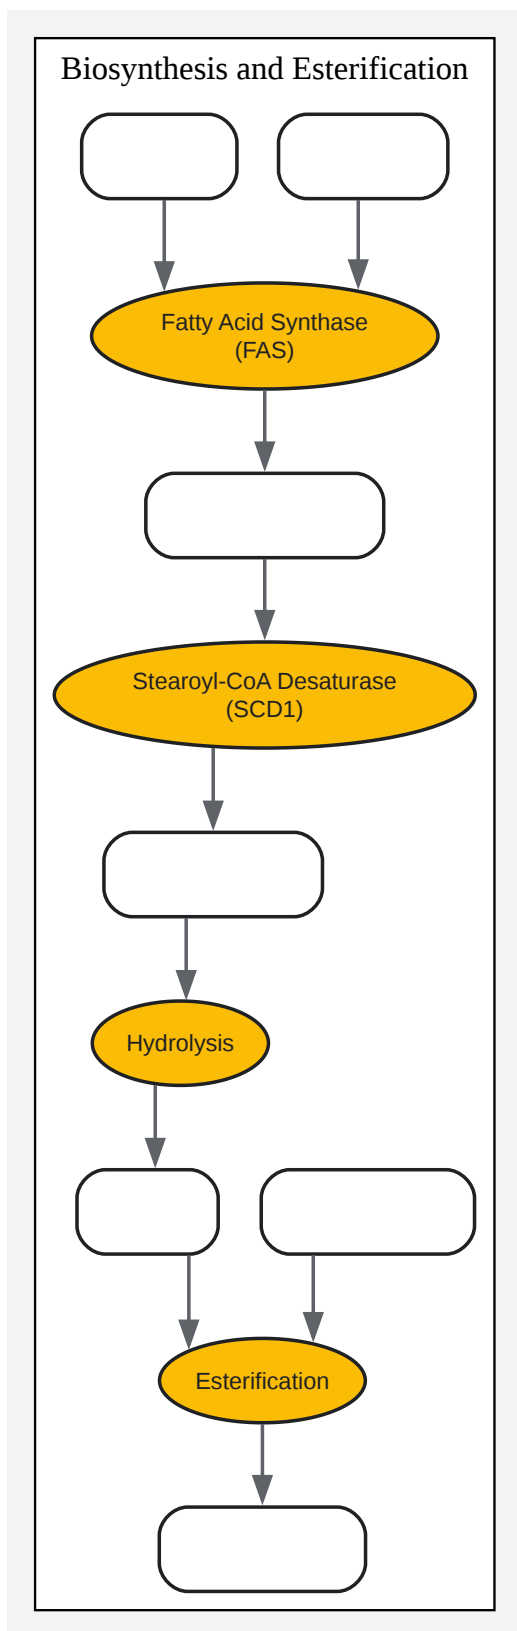 Biosynthesis and Esterification
Fatty Acid Synthase
(FAS)
Stearoyl-CoA Desaturase
(SCD1)
Hydrolysis
Esterification